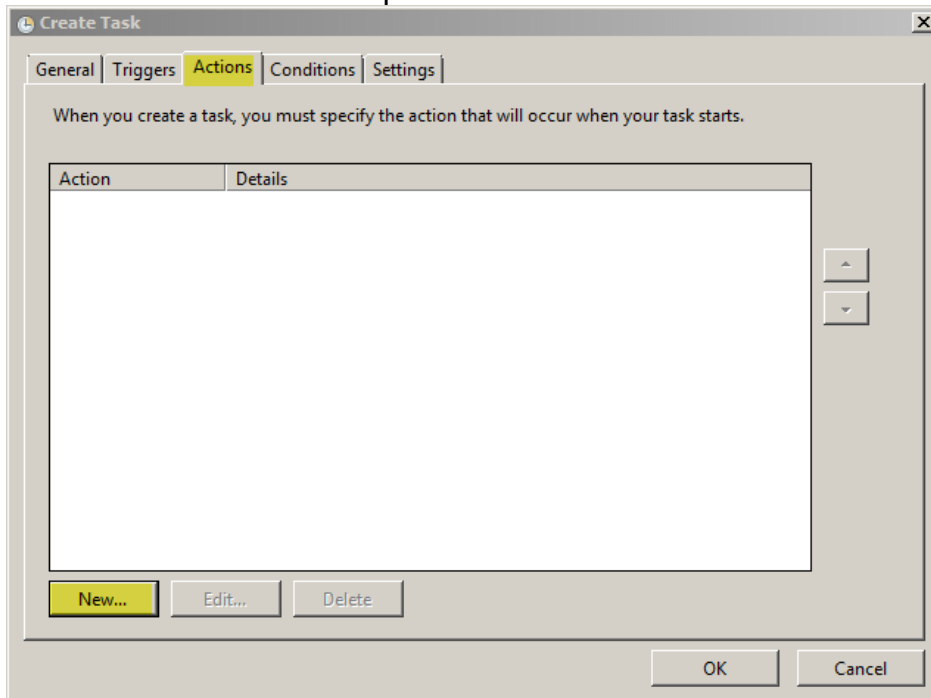 Create Task
General Triggers Actions Conditions Settings
When you create a task, you must specify the action that will occur when your task starts.
Action Details
New... Edit... Delete
OK Cancel